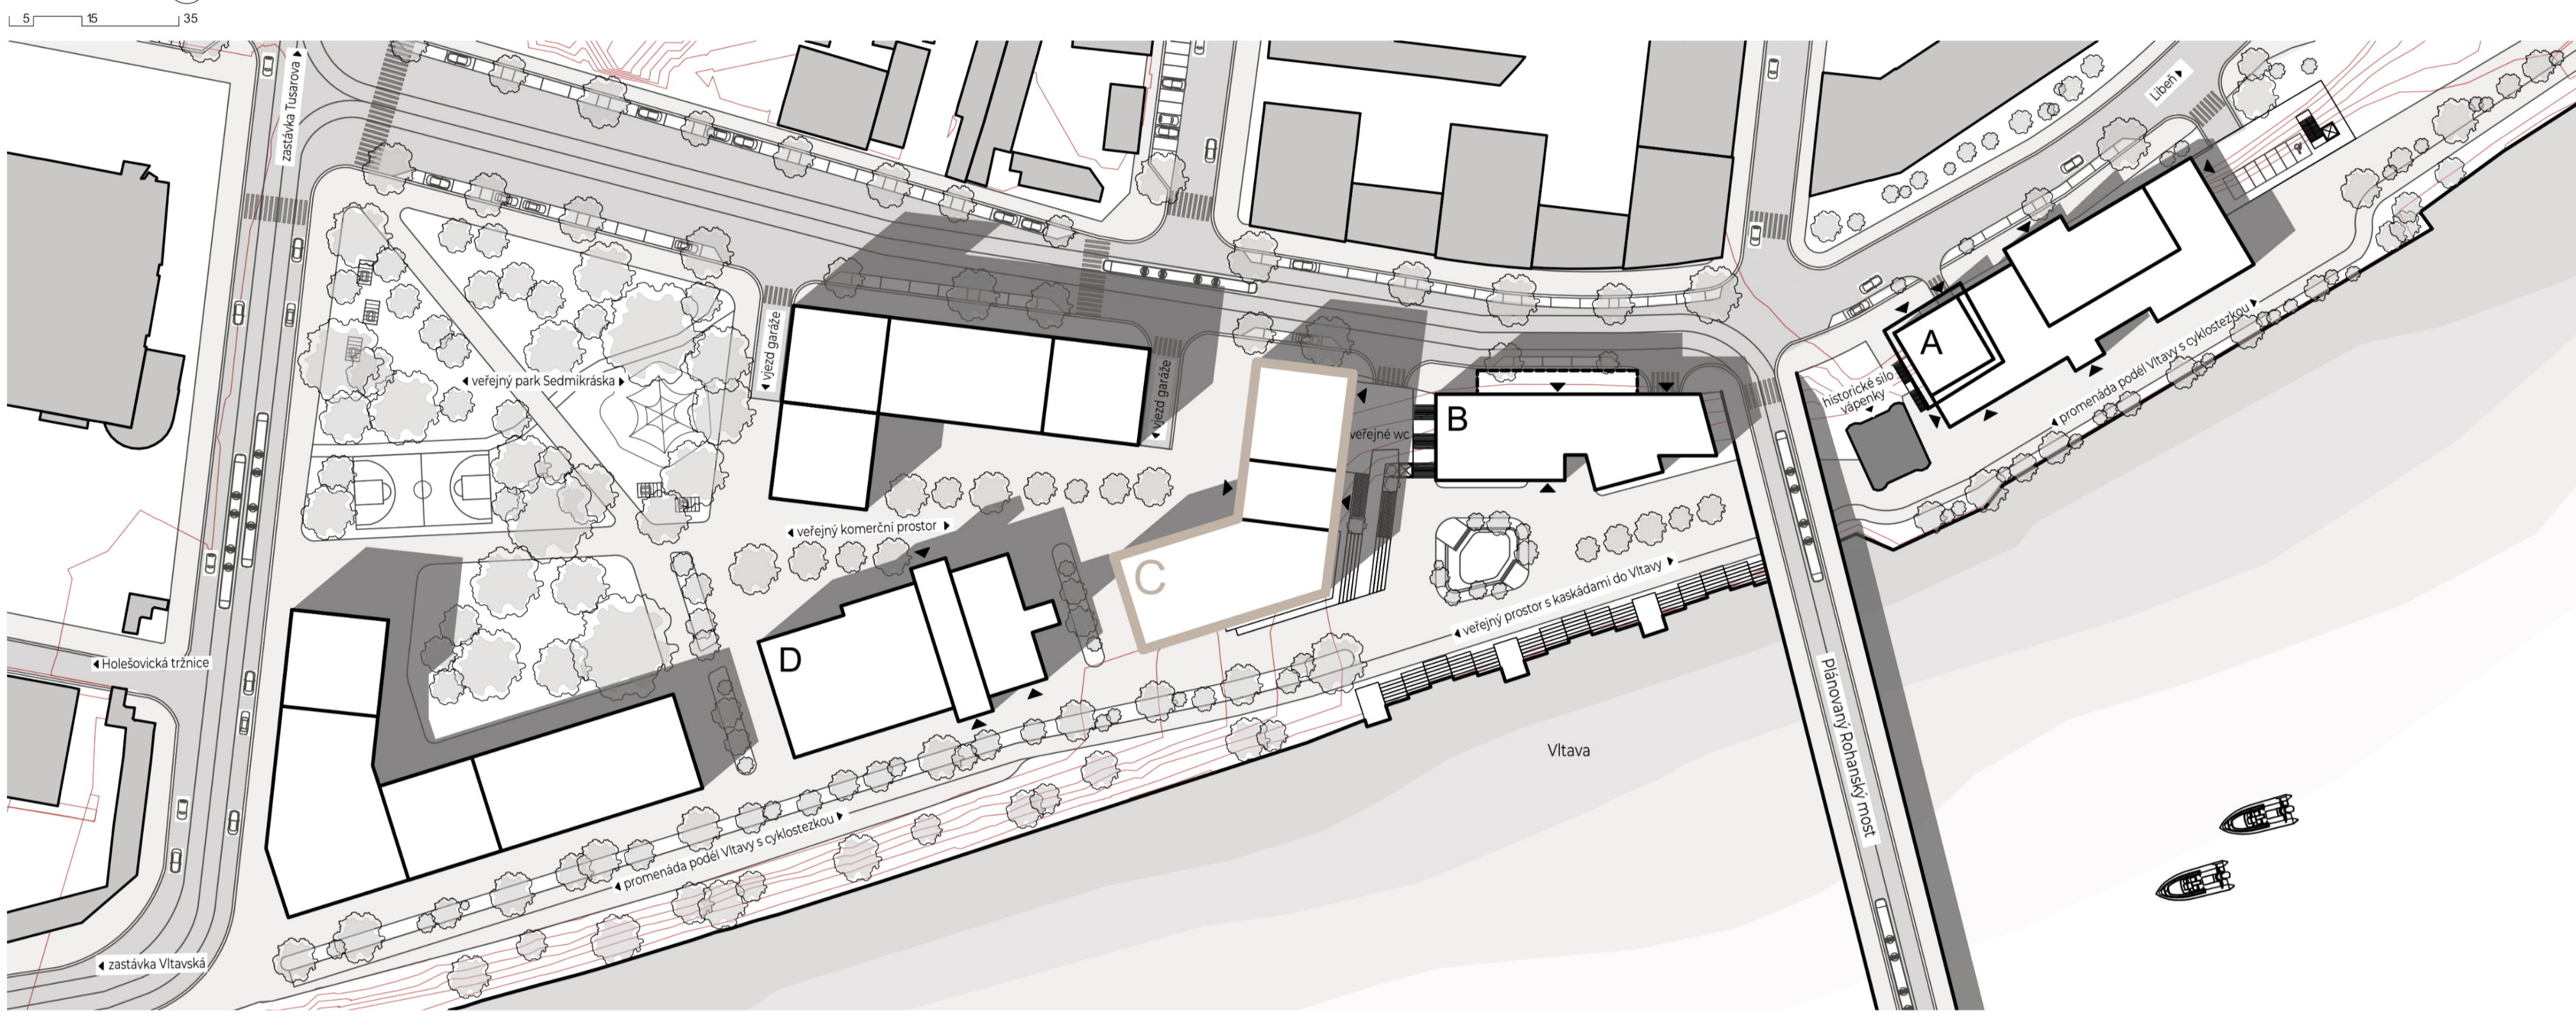 5 15 35
zastávka Tusarova
Libeň
vjezd garáže
A
veřejný park Sedmikráska
historické silo
vápenky
promenáda podél Vltavy s cyklostezkou
vjezd garáže
B
veřejné wc
veřejný komerční prostor
C
veřejný prostor s kaskádami do Vltavy
D
Holešovická tržnice
Plánovaný Rohanský most
Vltava
promenáda podél Vltavy s cyklostezkou
zastávka Vltavská